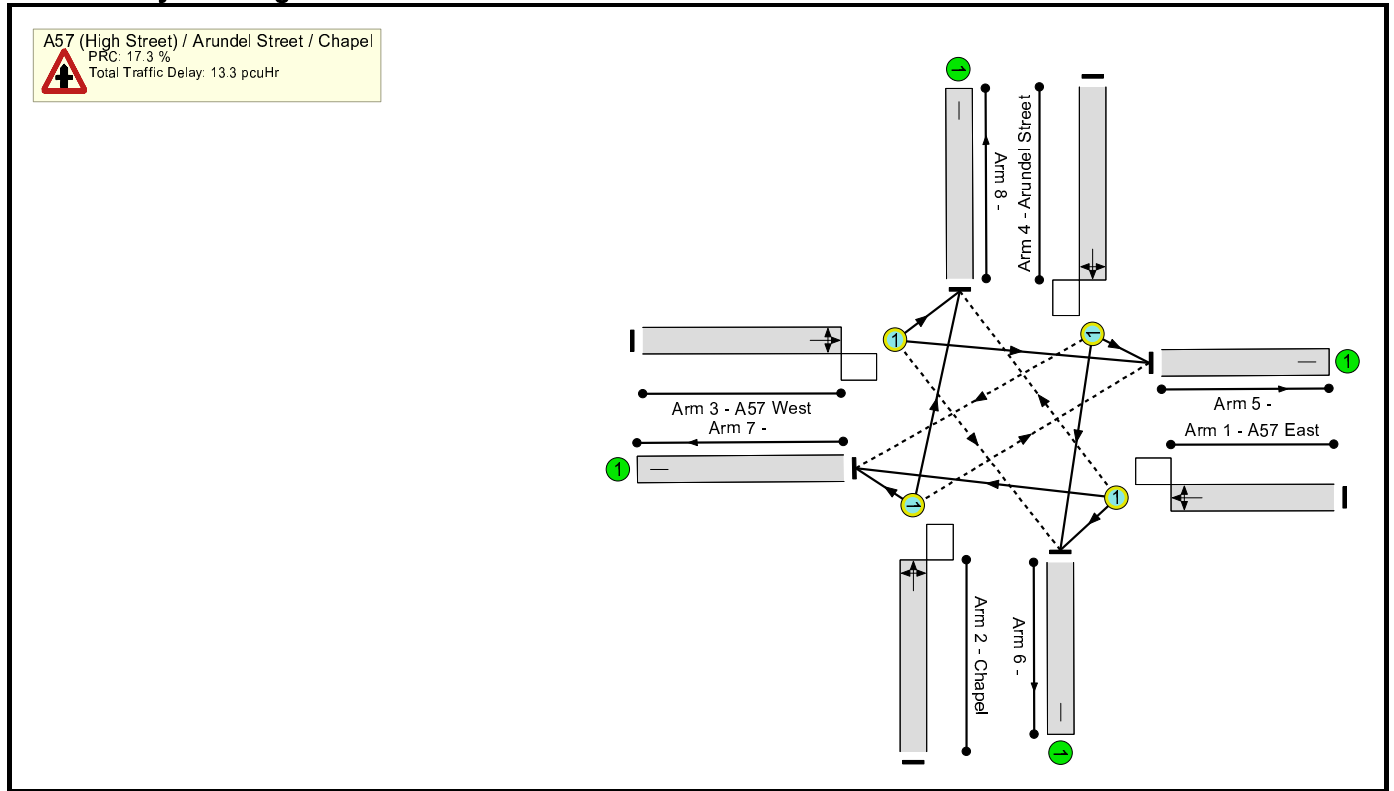 A57 (High Street) / Arundel Street / Chapel
PRC: 17.3 %
Total Traffic Delay: 13.3 pcuHr
1
Arm 8 -
Arm 4 - Arundel Street
1
1
Arm 3 - A57 West
Arm 7 -
1
1
Arm 5 -
Arm 1 - A57 East
1
1
Arm 2 - Chapel
Arm 6 -
1